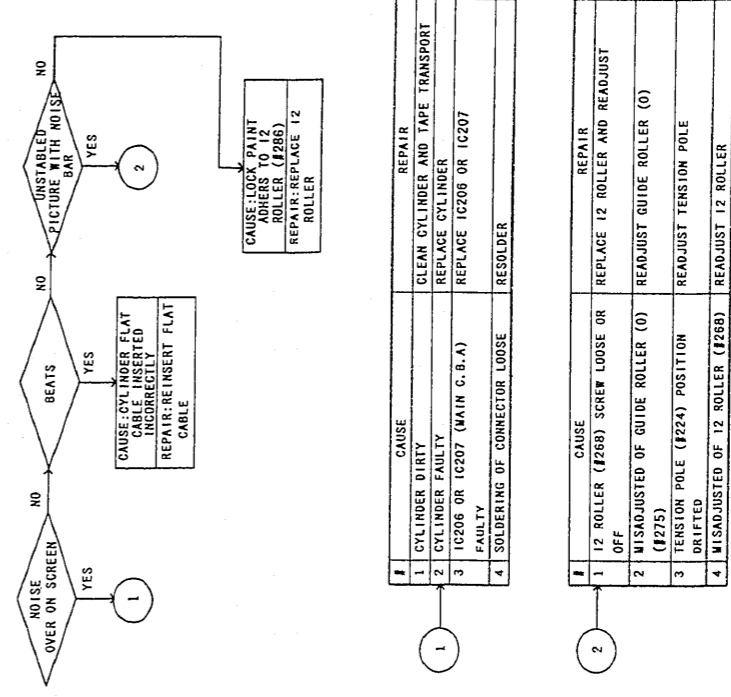 NOISE
OVER ON SCREEN
NO
YES
1
BEATS
NO
YES
CAUSE:CYLINDER FLAT
CABLE INSERTED
INCORRECTLY
REPAIR:REINSERT FLAT
CABLE
UNSTABLED
PICTURE WITH NOISE
BAR
NO
YES
2
CAUSE:LOCK PAINT
ADHERS TO I2
ROLLER (#286)
REPAIR:REPLACE I2
ROLLER
1
# CAUSE REPAIR
1 CYLINDER DIRTY CLEAN CYLINDER AND TAPE TRANSPORT
2 CYLINDER FAULTY REPLACE CYLINDER
3 IC206 OR IC207 (MAIN C.B.A) REPLACE IC206 OR IC207
FAULTY
4 SOLDERING OF CONNECTOR LOOSE RESOLDER
2
# CAUSE REPAIR
1 I2 ROLLER (#268) SCREW LOOSE OR REPLACE I2 ROLLER AND READJUST
OFF
2 MISADJUSTED OF GUIDE ROLLER (0) READJUST GUIDE ROLLER (0)
(#275)
3 TENSION POLE (#224) POSITION READJUST TENSION POLE
DRIFTED
4 MISADJUSTED OF I2 ROLLER (#268) READJUST I2 ROLLER